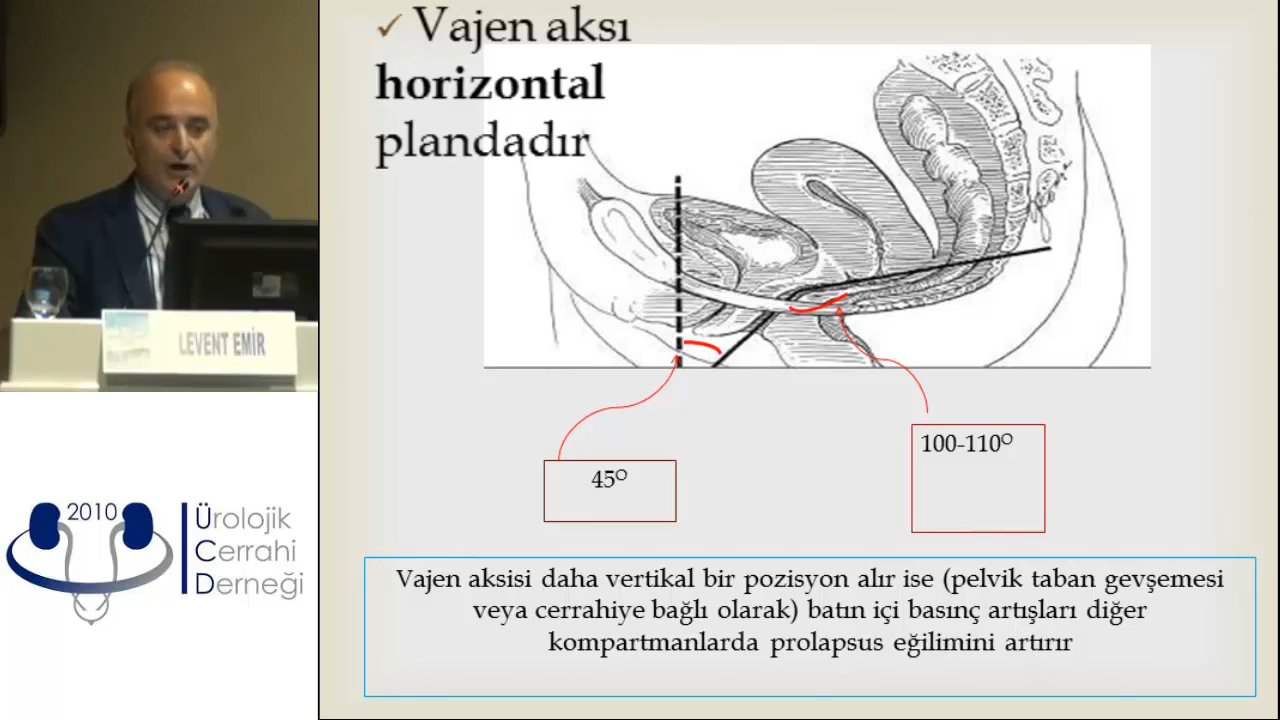 ✓ Vajen aksı
horizontal
plandadır
LEVENT EMİR
45O
100-110O
2010
Ürolojik
Cerrahi
Derneği
Vajen aksisi daha vertikal bir pozisyon alır ise (pelvik taban gevşemesi
veya cerrahiye bağlı olarak) batın içi basınç artışları diğer
kompartmanlarda prolapsus eğilimini artırır